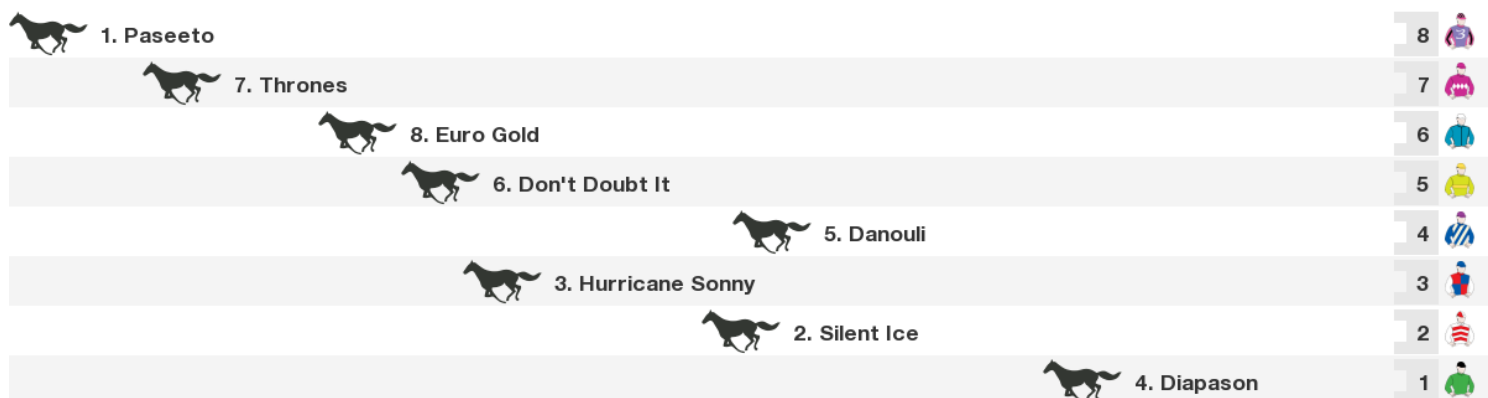 1. Paseeto 8 3
7. Thrones 7
8. Euro Gold 6
6. Don't Doubt It 5
5. Danouli 4
3. Hurricane Sonny 3
2. Silent Ice 2
4. Diapason 1